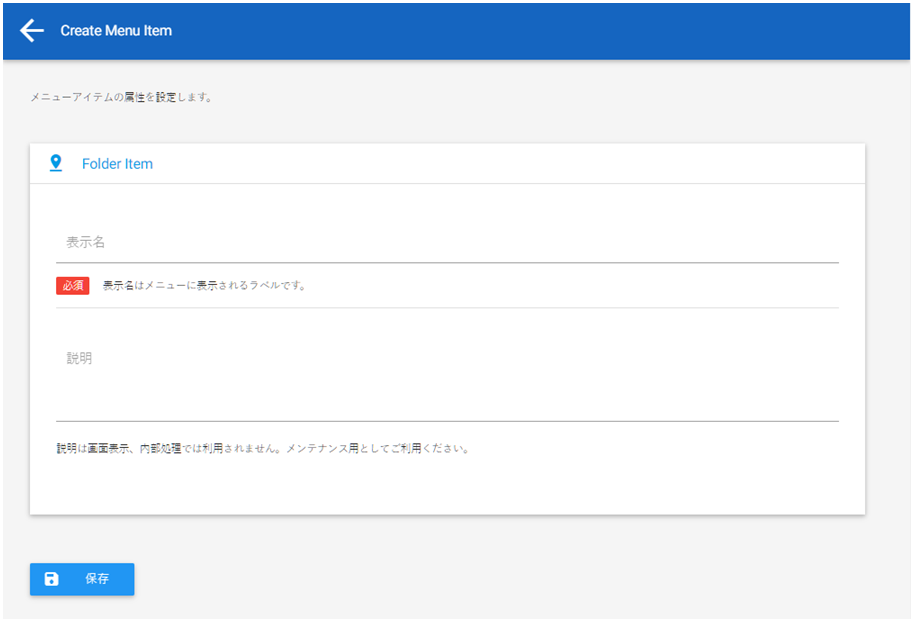 Create Menu Item
メニューアイテムの属性を設定します。
Folder Item
表示名
必須 表示名はメニューに表示されるラベルです。
説明
説明は画面表示、内部処理では利用されません。メンテナンス用としてご利用ください。
保存